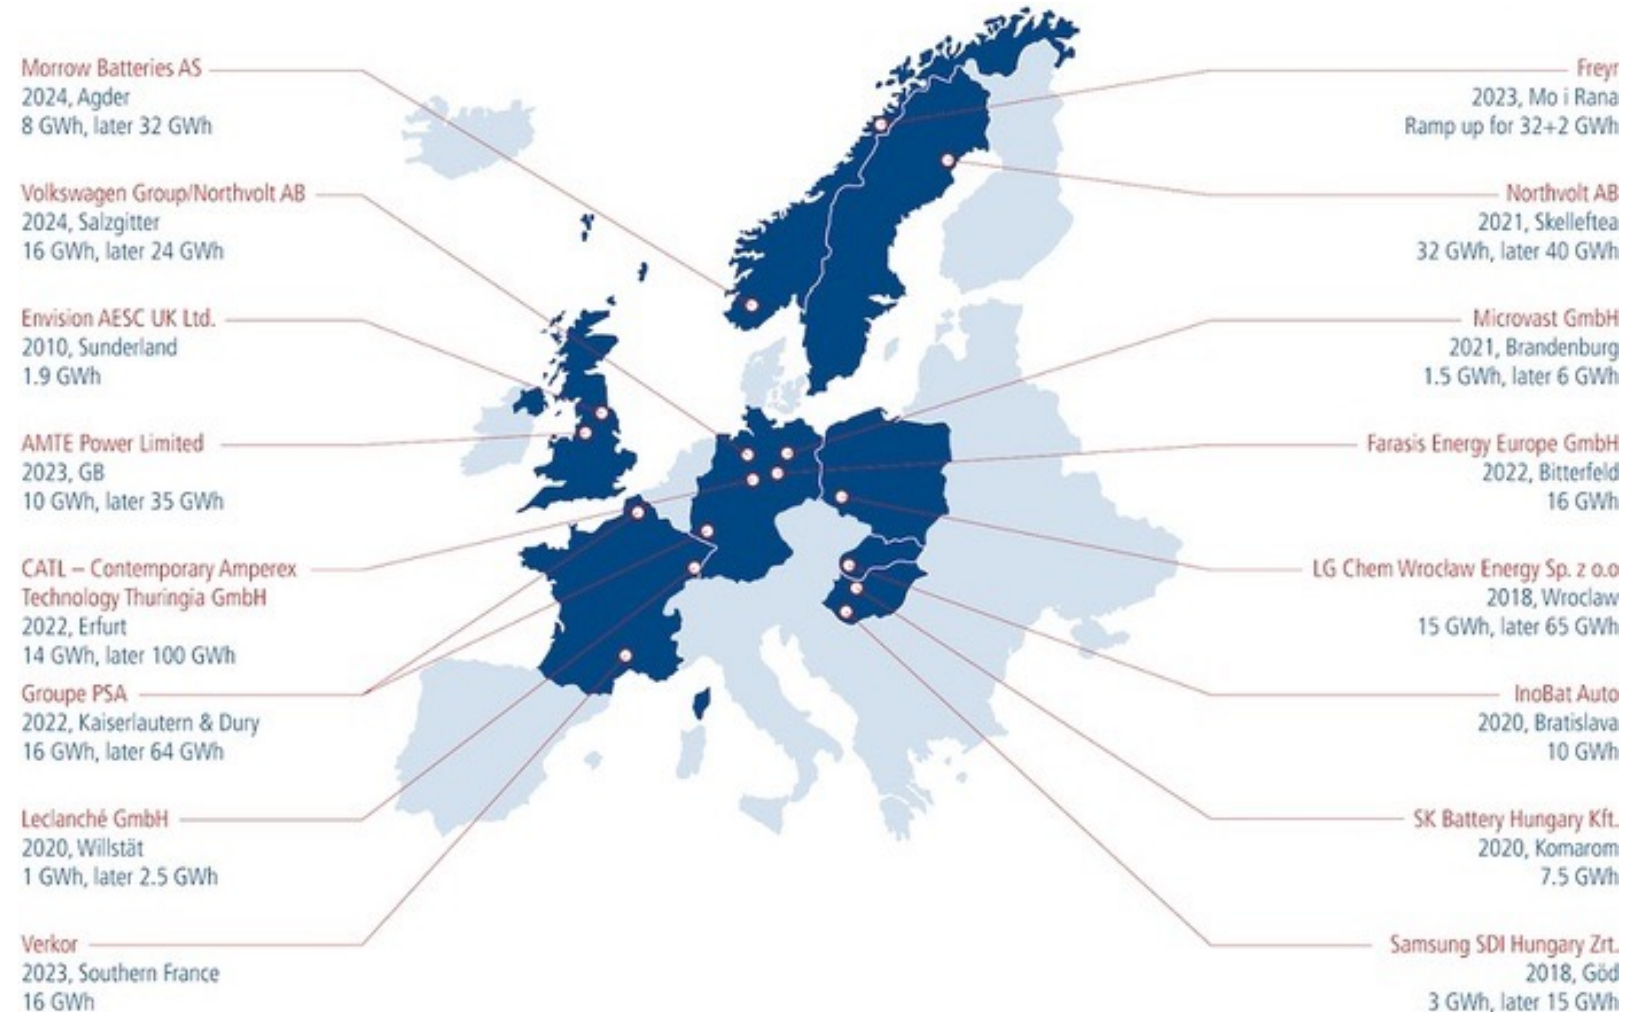 Morrow Batteries AS
2024, Agder
8 GWh, later 32 GWh
Volkswagen Group/Northvolt AB
2024, Salzgitter
16 GWh, later 24 GWh
Envision AESC UK Ltd.
2010, Sunderland
1.9 GWh
AMTE Power Limited
2023, GB
10 GWh, later 35 GWh
CATL – Contemporary Amperex
Technology Thuringia GmbH
2022, Erfurt
14 GWh, later 100 GWh
Groupe PSA
2022, Kaiserlautern & Dury
16 GWh, later 64 GWh
Leclanché GmbH
2020, Willstät
1 GWh, later 2.5 GWh
Verkor
2023, Southern France
16 GWh
Freyr
2023, Mo i Rana
Ramp up for 32+2 GWh
Northvolt AB
2021, Skelleftea
32 GWh, later 40 GWh
Microvast GmbH
2021, Brandenburg
1.5 GWh, later 6 GWh
Farasis Energy Europe GmbH
2022, Bitterfeld
16 GWh
LG Chem Wrocław Energy Sp. z o.o
2018, Wroclaw
15 GWh, later 65 GWh
InoBat Auto
2020, Bratislava
10 GWh
SK Battery Hungary Kft.
2020, Komarom
7.5 GWh
Samsung SDI Hungary Zrt.
2018, Göd
3 GWh, later 15 GWh